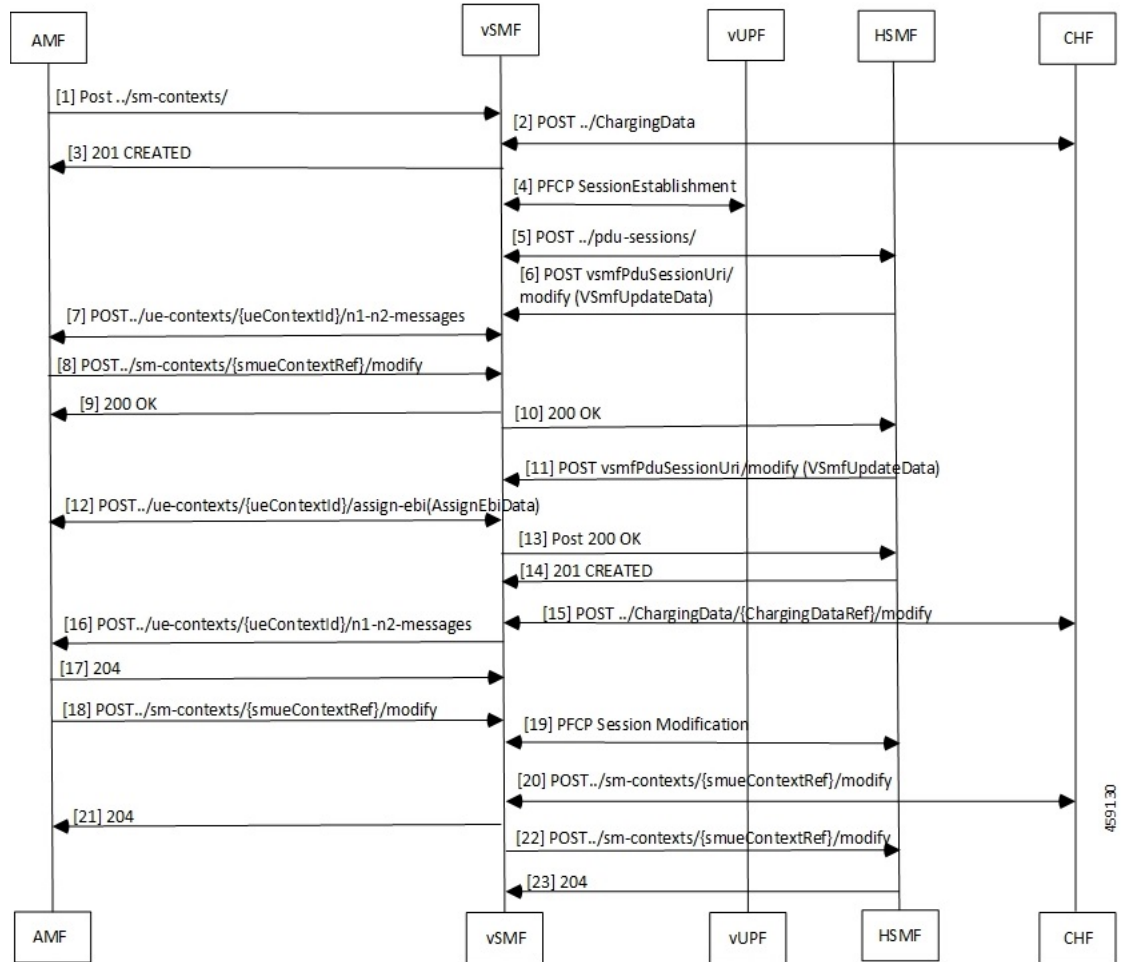 AMF
vSMF
vUPF
HSMF
CHF
[1] Post ../sm-contexts/
[2] POST ../ChargingData
[3] 201 CREATED
[4] PFCP SessionEstablishment
[5] POST ../pdu-sessions/
[6] POST vsmfPduSessionUri/
modify (VSmfUpdateData)
[7] POST../ue-contexts/{ueContextId}/n1-n2-messages
[8] POST../sm-contexts/{smueContextRef}/modify
[9] 200 OK
[10] 200 OK
[11] POST vsmfPduSessionUri/modify (VSmfUpdateData)
[12] POST../ue-contexts/{ueContextId}/assign-ebi(AssignEbiData)
[13] Post 200 OK
[14] 201 CREATED
[15] POST ../ChargingData/{ChargingDataRef}/modify
[16] POST../ue-contexts/{ueContextId}/n1-n2-messages
[17] 204
[18] POST../sm-contexts/{smueContextRef}/modify
[19] PFCP Session Modification
[20] POST../sm-contexts/{smueContextRef}/modify
[21] 204
[22] POST../sm-contexts/{smueContextRef}/modify
[23] 204
459130
AMF
vSMF
vUPF
HSMF
CHF